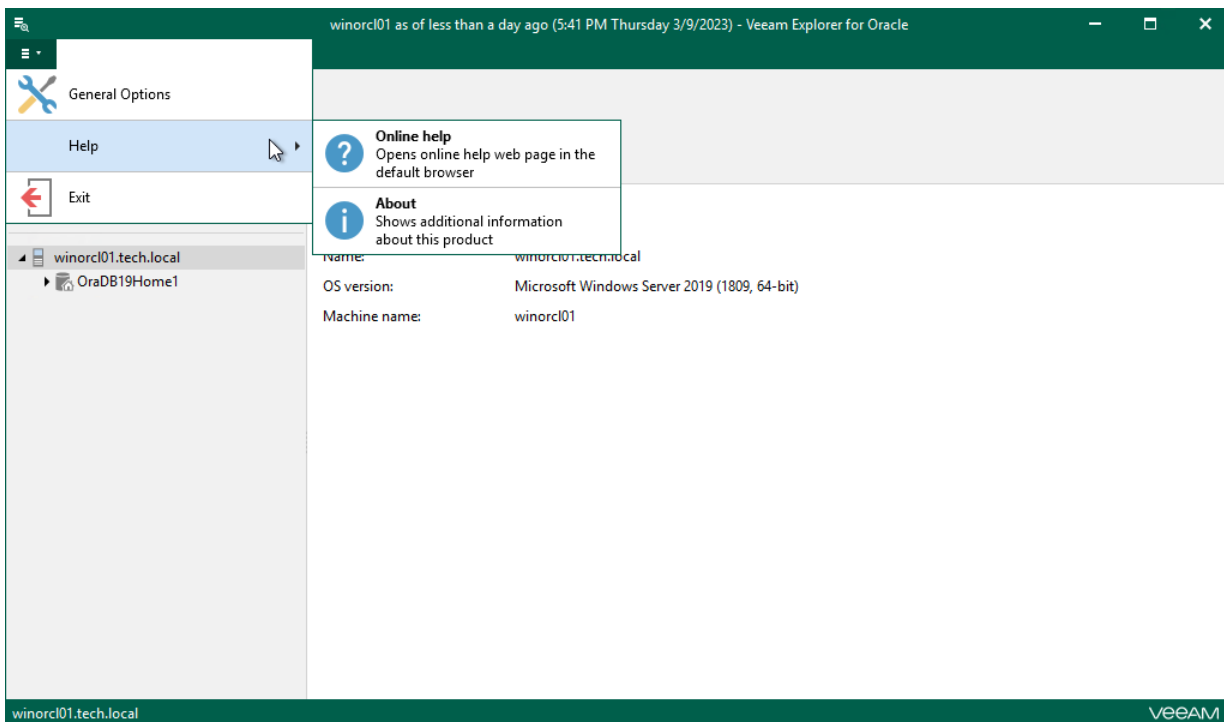 winorcl01 as of less than a day ago (5:41 PM Thursday 3/9/2023) - Veeam Explorer for Oracle
General Options
Help
Exit
Online help
Opens online help web page in the
default browser
About
Shows additional information
about this product
winorcl01.tech.local
OraDB19Home1
Name: winorcl01.tech.local
OS version: Microsoft Windows Server 2019 (1809, 64-bit)
Machine name: winorcl01
winorcl01.tech.local
VEEAM